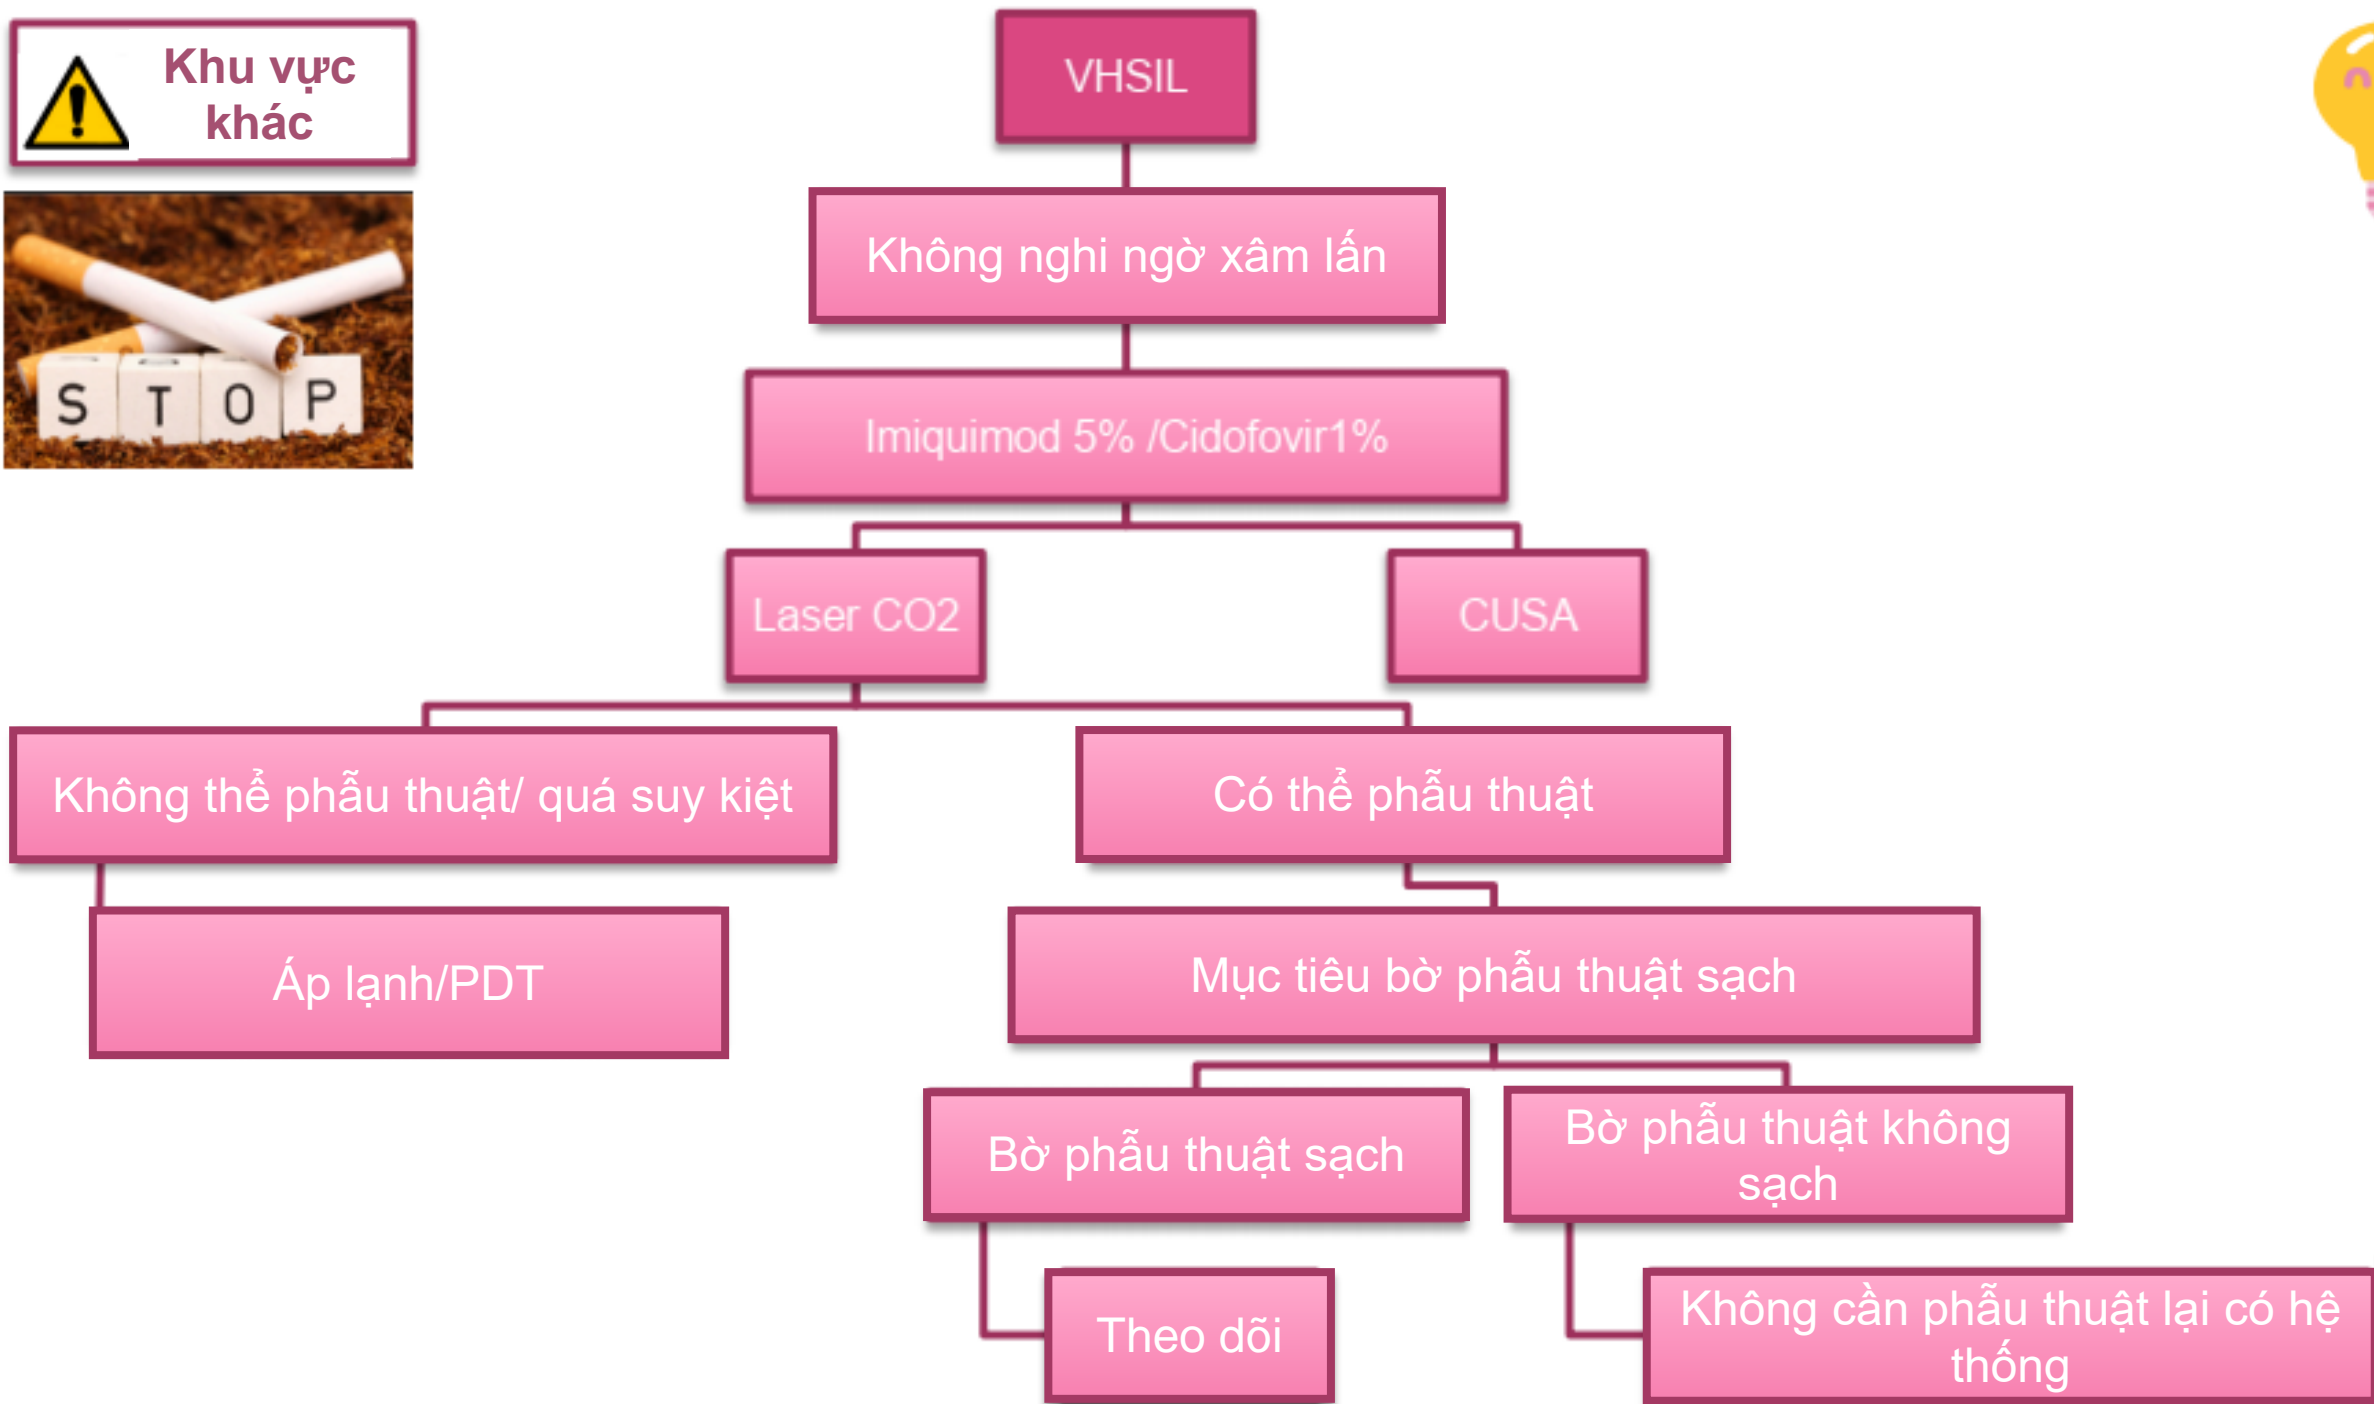 Khu vực
khác
VHSIL
Không nghi ngờ xâm lấn
STOP
Imiquimod 5% /Cidofovir1%
Laser CO2
CUSA
Không thể phẫu thuật/ quá suy kiệt
Có thể phẫu thuật
Áp lạnh/PDT
Mục tiêu bờ phẫu thuật sạch
Bờ phẫu thuật sạch
Bờ phẫu thuật không
sạch
Theo dõi
Không cần phẫu thuật lại có hệ
thống